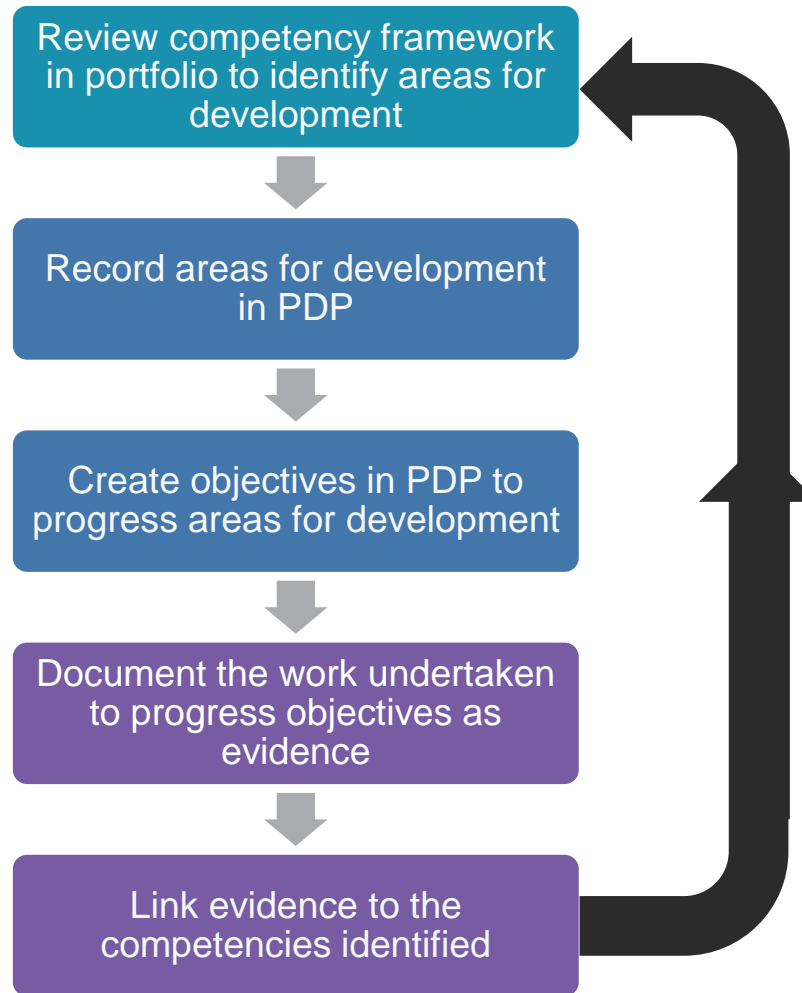 Review competency framework
in portfolio to identify areas for
development
Record areas for development
in PDP
Create objectives in PDP to
progress areas for development
Document the work undertaken
to progress objectives as
evidence
Link evidence to the
competencies identified